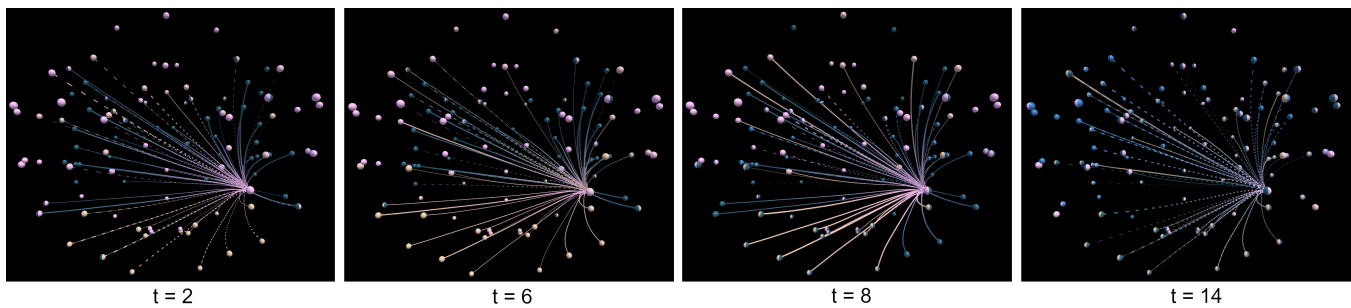 t = 2
t = 6
t = 8
t = 14